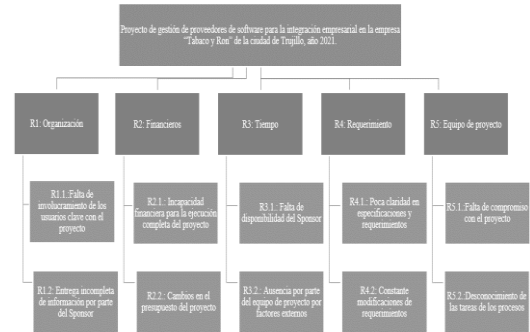 Proyecto de gestión de proveedores de software para la integración empresarial en la empresa
“Tabaco y Ron” de la ciudad de Trujillo, año 2021.
R1: Organización
R2: Financieros
R3: Tiempo
R4: Requerimiento
R5: Equipo de proyecto
R1.1.:Falta de
involucramiento de los
usuarios clave con el
proyecto
R2.1.: Incapacidad
financiera para la ejecución
completa del proyecto
R3.1.: Falta de
disponibilidad del Sponsor
R4.1.: Poca claridad en
especificaciones y
requerimientos
R5.1.:Falta de compromiso
con el proyecto
R1.2: Entrega incompleta
de información por parte
del Sponsor
R2.2.: Cambios en el
presupuesto del proyecto
R3.2.: Ausencia por parte
del equipo de proyecto por
factores externos
R4.2: Constante
modificaciones de
requerimientos
R5.2.:Desconocimiento de
las tareas de los procesos